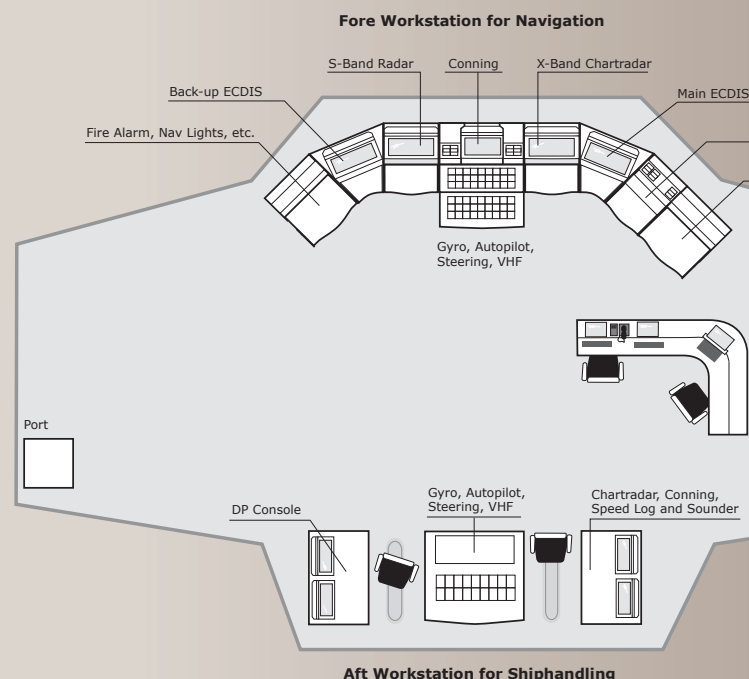 Fore Workstation for Navigation
S-Band Radar
Conning
X-Band Chartradar
Back-up ECDIS
Main ECDIS
Fire Alarm, Nav Lights, etc.
Gyro, Autopilot,
Steering, VHF
Port
DP Console
Gyro, Autopilot,
Steering, VHF
Chartradar, Conning,
Speed Log and Sounder
Aft Workstation for Shiphandling